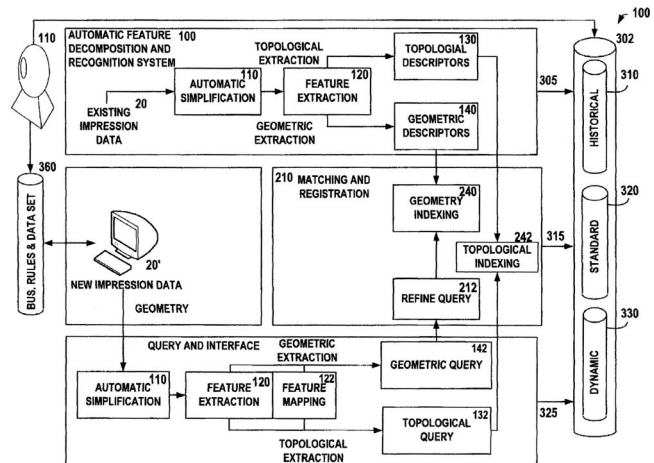 100
110
AUTOMATIC FEATURE 100
DECOMPOSITION AND
RECOGNITION SYSTEM
TOPOLOGICAL
EXTRACTION
130
TOPOLOGIAL
DESCRIPTORS
302
310
HISTORICAL
110
AUTOMATIC
SIMPLIFICATION
120
FEATURE
EXTRACTION
305
20
EXISTING
IMPRESSION
DATA
GEOMETRIC
EXTRACTION
140
GEOMETRIC
DESCRIPTORS
360
BUS, RULES & DATA SET
210 MATCHING AND
REGISTRATION
240
GEOMETRY
INDEXING
320
STANDARD
315
242
TOPOLOGICAL
INDEXING
20'
NEW IMPRESSION DATA
GEOMETRY
212
REFINE QUERY
330
DYNAMIC
QUERY AND INTERFACE
GEOMETRIC
EXTRACTION
142
GEOMETRIC QUERY
110
AUTOMATIC
SIMPLIFICATION
120
FEATURE
EXTRACTION
122
FEATURE
MAPPING
132
TOPOLOGICAL
QUERY
325
TOPOLOGICAL
EXTRACTION